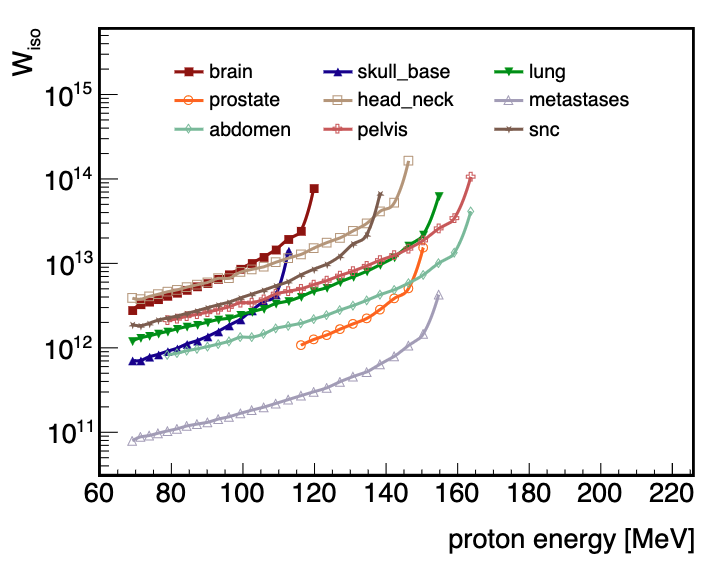 W_iso
brain skull_base lung
prostate head_neck metastases
abdomen pelvis snc
10^15
10^14
10^13
10^12
10^11
60 80 100 120 140 160 180 200 220
proton energy [MeV]